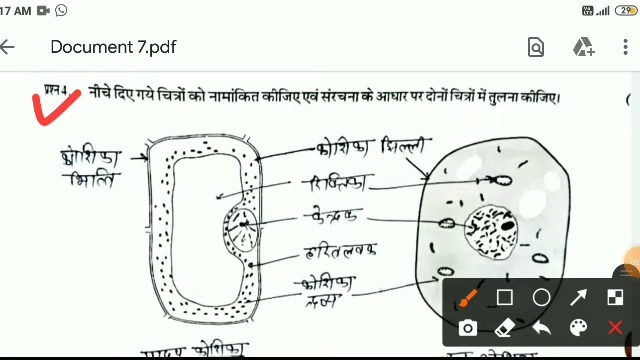 17 AM
29
Document 7.pdf
प्रश्न 4. नीचे दिए गये चित्रों को नामांकित कीजिए एवं संरचना के आधार पर दोनों चित्रों में तुलना कीजिए।
कोशिका भित्ति
कोशिका झिल्ली
रिक्तिका
केन्द्रक
हरितलवक
कोशिका द्रव्य
कोशिका